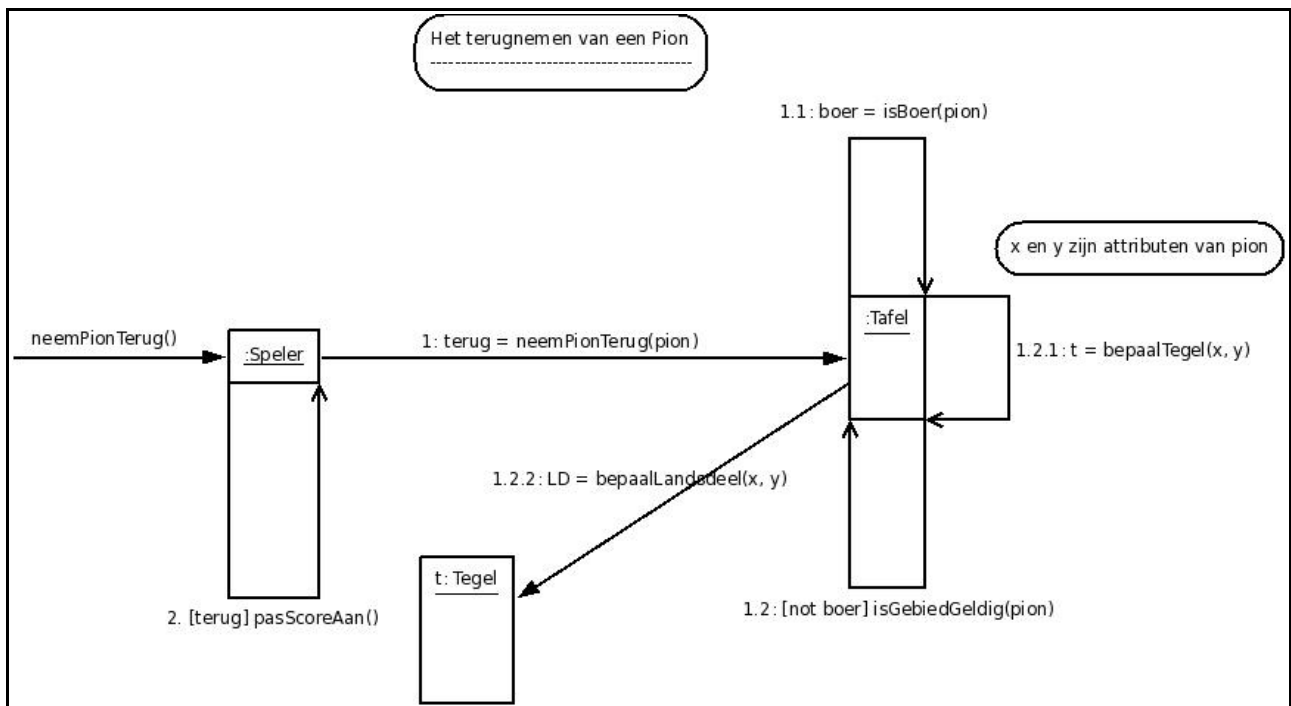 Het terugnemen van een Pion
1.1: boer = isBoer(pion)
x en y zijn attributen van pion
neemPionTerug()
:Speler
1: terug = neemPionTerug(pion)
:Tafel
1.2.1: t = bepaalTegel(x, y)
1.2.2: LD = bepaalLandsdeel(x, y)
t: Tegel
2. [terug] pasScoreAan()
1.2: [not boer] isGebiedGeldig(pion)